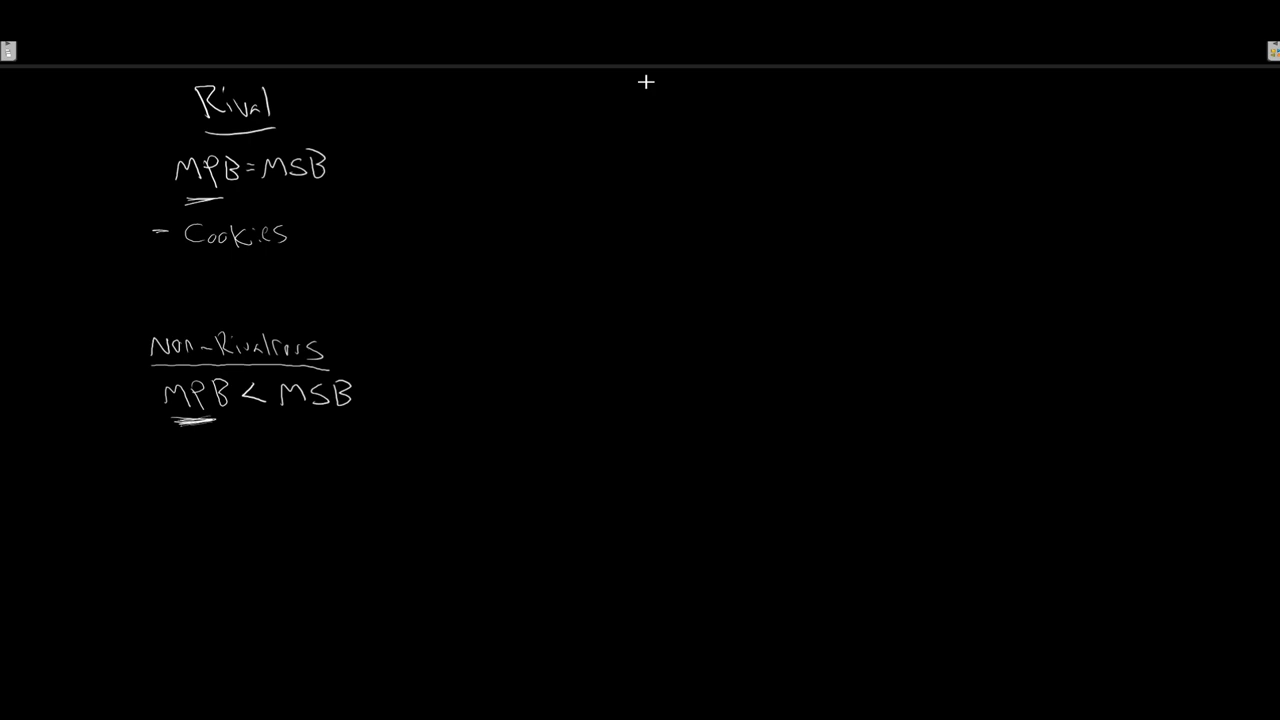 Rival
MPB = MSB
- Cookies
Non-Rivalrous
MPB < MSB